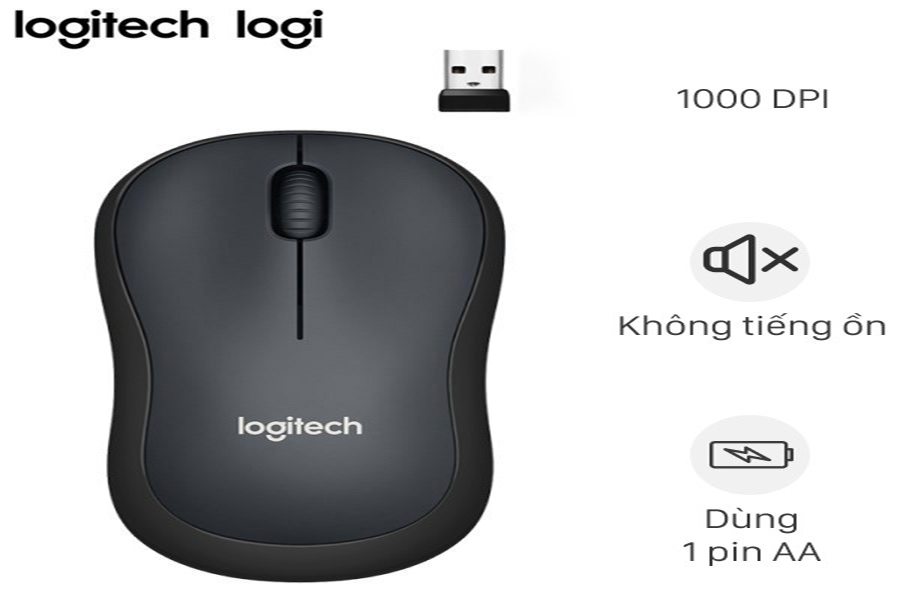 logitech logi
1000 DPI
Không tiếng ồn
logitech
Dùng
1 pin AA